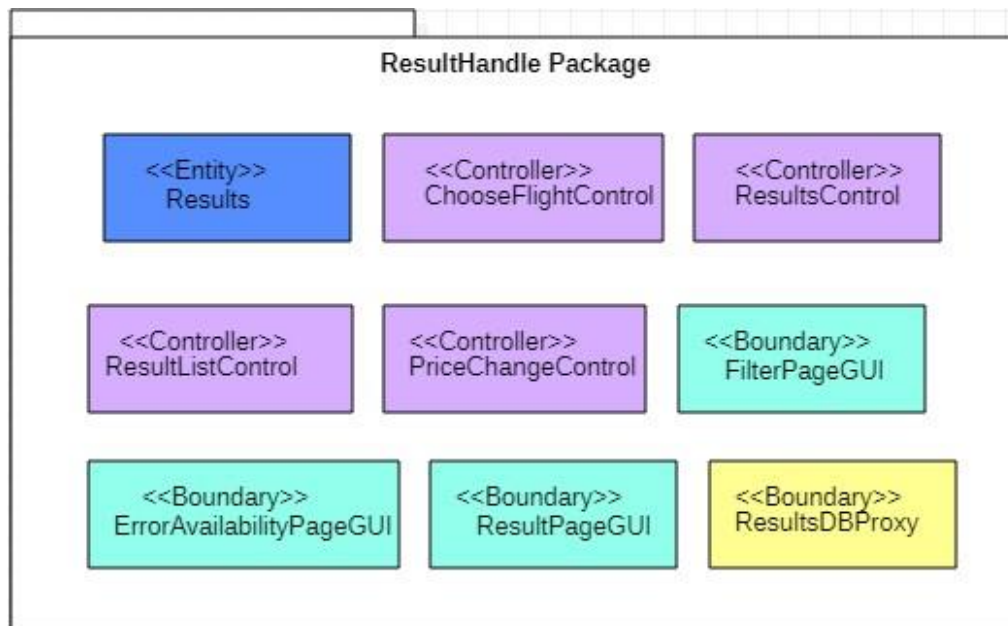 ResultHandle Package
<<Entity>>
Results
<<Controller>>
ChooseFlightControl
<<Controller>>
ResultsControl
<<Controller>>
ResultListControl
<<Controller>>
PriceChangeControl
<<Boundary>>
FilterPageGUI
<<Boundary>>
ErrorAvailabilityPageGUI
<<Boundary>>
ResultPageGUI
<<Boundary>>
ResultsDBProxy